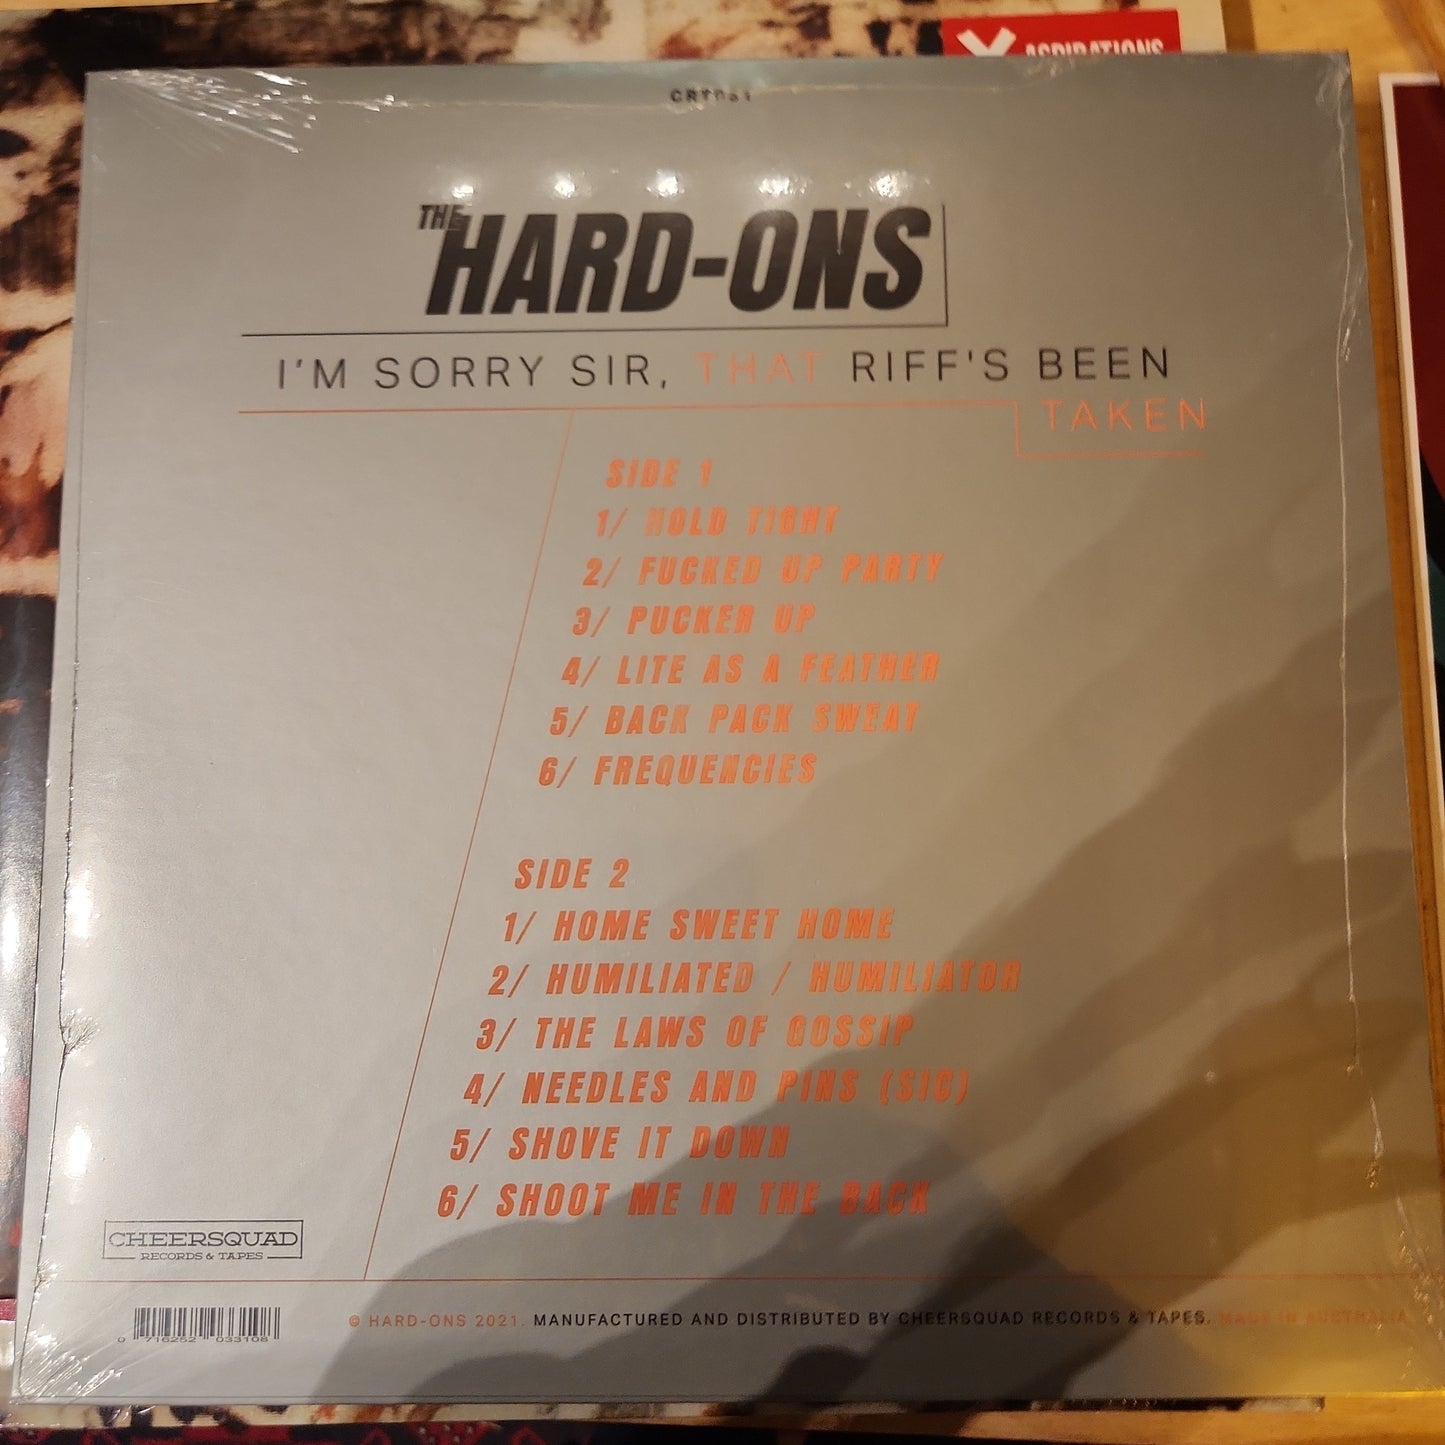 ASPIRATIONS
THE
HARD-ONS
I'M SORRY SIR, THAT RIFF'S BEEN
TAKEN
SIDE 1
1/ HOLD TIGHT
2/ FUCKED UP PARTY
3/ PUCKER UP
4/ LITE AS A FEATHER
5/ BACK PACK SWEAT
6/ FREQUENCIES
SIDE 2
1/ HOME SWEET HOME
2/ HUMILIATED / HUMILIATOR
3/ THE LAWS OF GOSSIP
4/ NEEDLES AND PINS (SIC)
5/ SHOVE IT DOWN
6/ SHOOT ME IN THE BACK
CHEERSQUAD
RECORDS & TAPES
0 716252 033108
© HARD-ONS 2021. MANUFACTURED AND DISTRIBUTED BY CHEERSQUAD RECORDS & TAPES. MADE IN AUSTRALIA